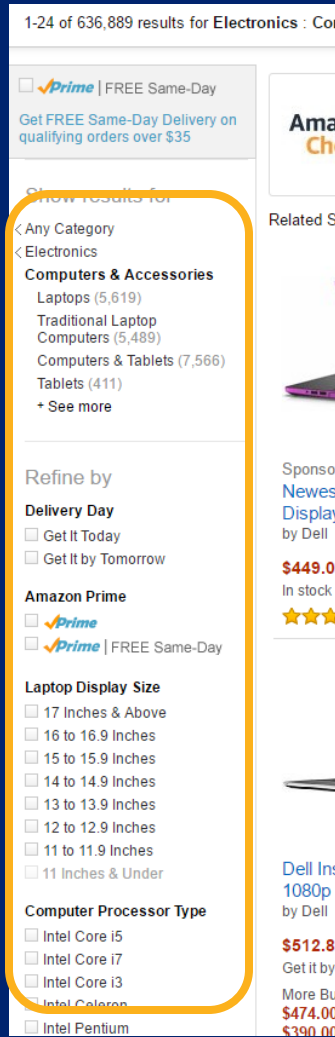 1-24 of 636,889 results for Electronics : Co
Prime | FREE Same-Day
Get FREE Same-Day Delivery on
qualifying orders over $35
Show results for
Any Category
Electronics
Computers & Accessories
Laptops (5,619)
Traditional Laptop
Computers (5,489)
Computers & Tablets (7,566)
Tablets (411)
+ See more
Refine by
Delivery Day
Get It Today
Get It by Tomorrow
Amazon Prime
Prime
Prime | FREE Same-Day
Laptop Display Size
17 Inches & Above
16 to 16.9 Inches
15 to 15.9 Inches
14 to 14.9 Inches
13 to 13.9 Inches
12 to 12.9 Inches
11 to 11.9 Inches
11 Inches & Under
Computer Processor Type
Intel Core i5
Intel Core i7
Intel Core i3
Intel Celeron
Intel Pentium
Ama
Ch
Related S
Sponso
Newes
Display
by Dell
$449.0
In stock
Dell Ins
1080p
by Dell
$512.8
Get it by
More Bu
$474.00
$390.00